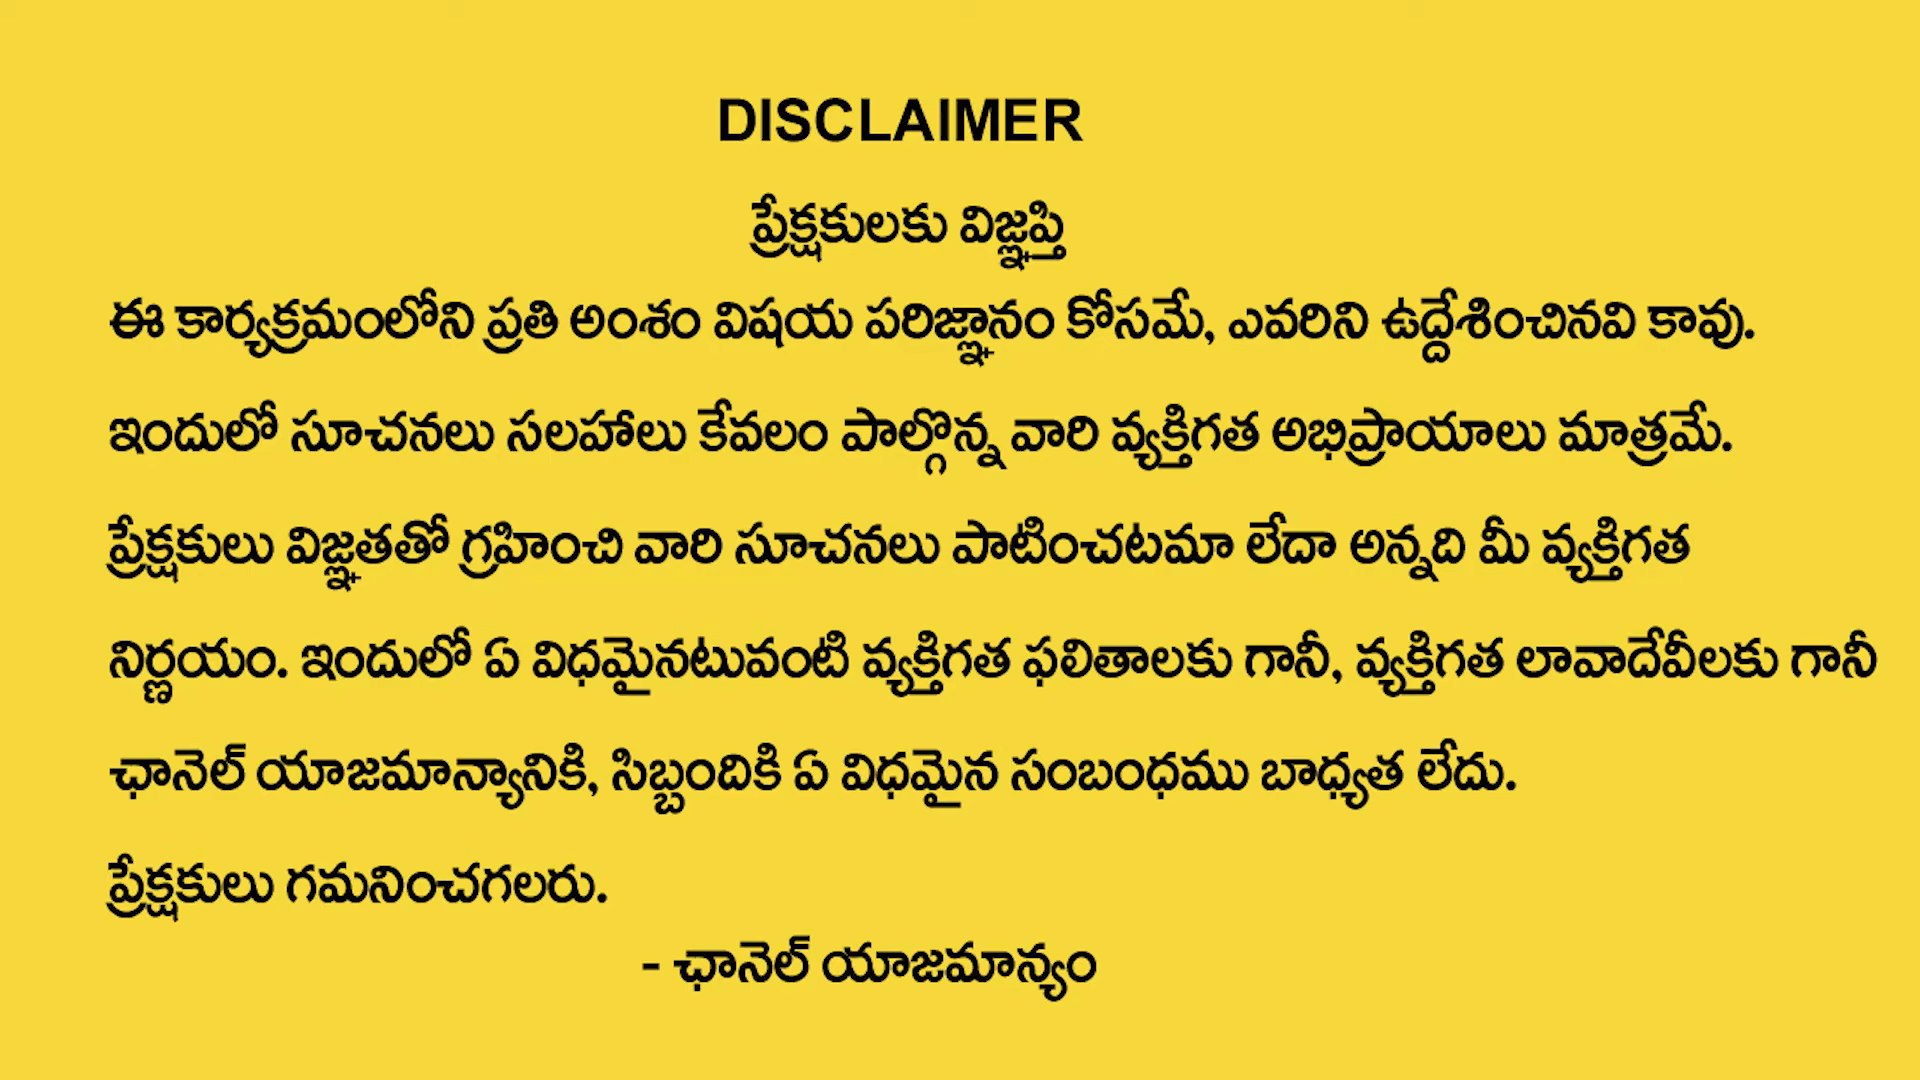 DISCLAIMER
ప్రేక్షకులకు విజ్ఞప్తి
ఈ కార్యక్రమంలోని ప్రతి అంశం విషయ పరిజ్ఞానం కోసమే, ఎవరిని ఉద్దేశించినవి కావు.
ఇందులో సూచనలు సలహాలు కేవలం పాల్గొన్న వారి వ్యక్తిగత అభిప్రాయాలు మాత్రమే.
ప్రేక్షకులు విజ్ఞతతో గ్రహించి వారి సూచనలు పాటించటమా లేదా అన్నది మీ వ్యక్తిగత
నిర్ణయం. ఇందులో ఏ విధమైనటువంటి వ్యక్తిగత ఫలితాలకు గానీ, వ్యక్తిగత లావాదేవీలకు గానీ
ఛానెల్ యాజమాన్యానికి, సిబ్బందికి ఏ విధమైన సంబంధము బాధ్యత లేదు.
ప్రేక్షకులు గమనించగలరు.
- ఛానెల్ యాజమాన్యం